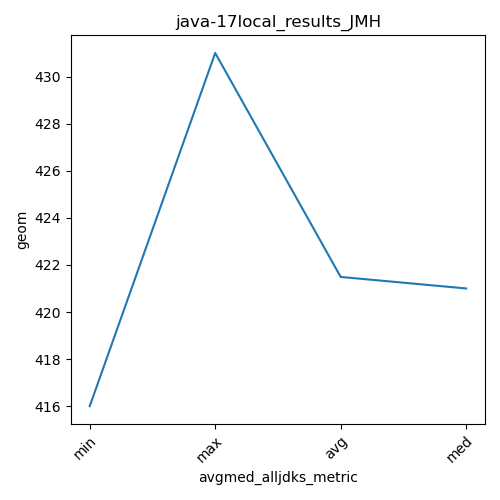 java-17local_results_JMH
geom
430
428
426
424
422
420
418
416
min
max
avg
med
avgmed_alljdks_metric